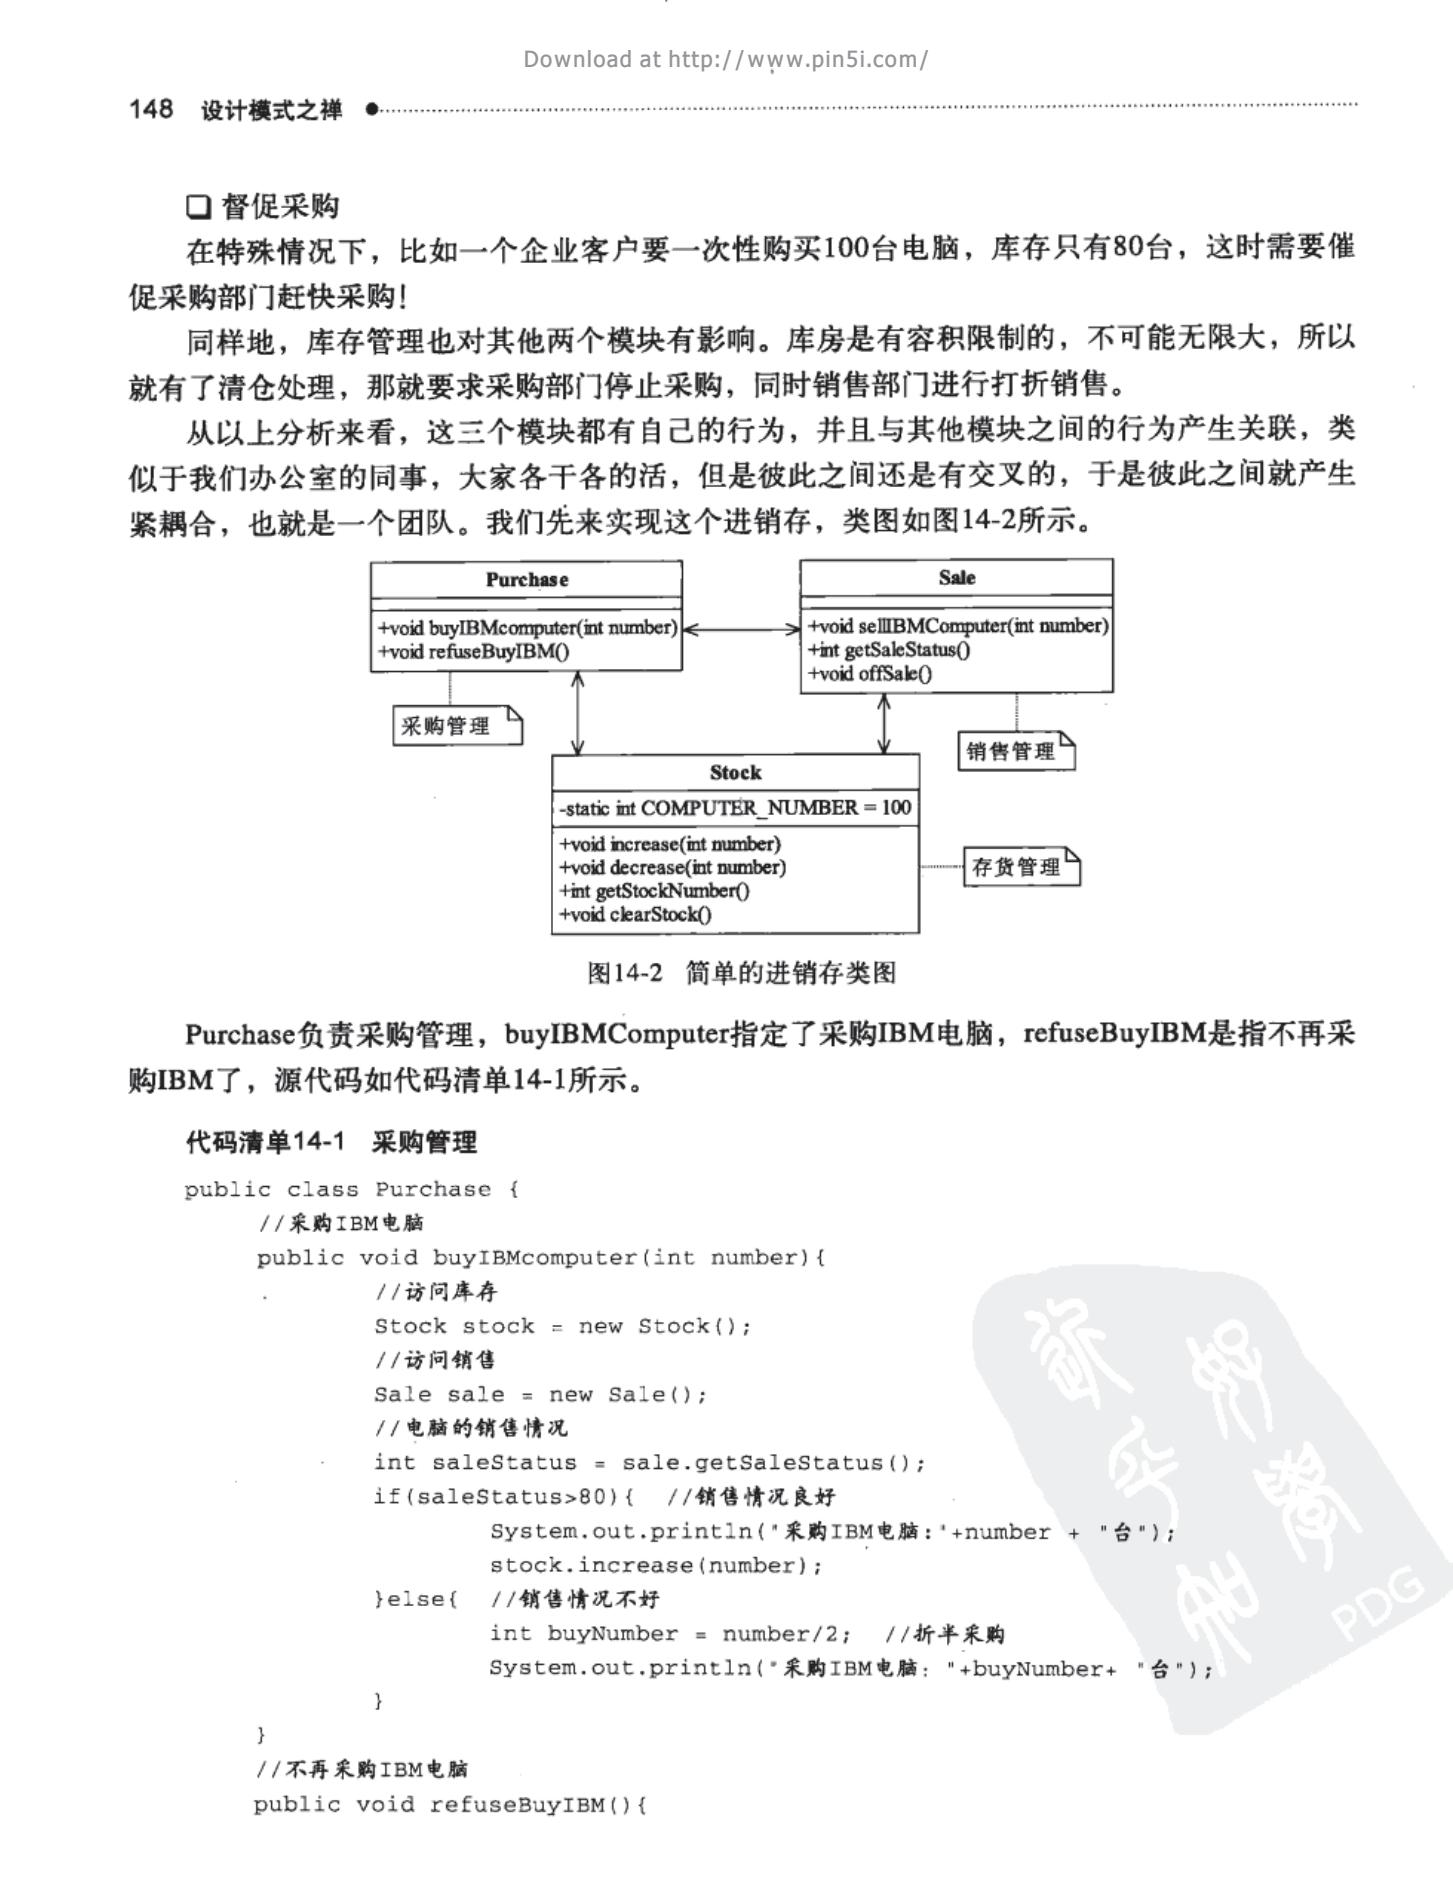 Download at http://www.pin5i.com/
148 设计模式之禅
❑ 督促采购
在特殊情况下，比如一个企业客户要一次性购买100台电脑，库存只有80台，这时需要催
促采购部门赶快采购！
同样地，库存管理也对其他两个模块有影响。库房是有容积限制的，不可能无限大，所以
就有了清仓处理，那就要求采购部门停止采购，同时销售部门进行打折销售。
从以上分析来看，这三个模块都有自己的行为，并且与其他模块之间的行为产生关联，类
似于我们办公室的同事，大家各干各的活，但是彼此之间还是有交叉的，于是彼此之间就产生
紧耦合，也就是一个团队。我们先来实现这个进销存，类图如图14-2所示。
Purchase
+void buyIBMcomputer(int number)
+void refuseBuyIBM()
采购管理
Sale
+void sellIBMComputer(int number)
+int getSaleStatus()
+void offSale()
销售管理
Stock
-static int COMPUTER_NUMBER = 100
+void increase(int number)
+void decrease(int number)
+int getStockNumber()
+void clearStock()
存货管理
图14-2 简单的进销存类图
Purchase负责采购管理，buyIBMComputer指定了采购IBM电脑，refuseBuyIBM是指不再采
购IBM了，源代码如代码清单14-1所示。
代码清单14-1 采购管理
public class Purchase {
//采购IBM电脑
public void buyIBMcomputer(int number){
//访问库存
Stock stock = new Stock();
//访问销售
Sale sale = new Sale();
//电脑的销售情况
int saleStatus = sale.getSaleStatus();
if(saleStatus>80){ //销售情况良好
System.out.println("采购IBM电脑:"+number + "台");
stock.increase(number);
}else{ //销售情况不好
int buyNumber = number/2; //折半采购
System.out.println("采购IBM电脑："+buyNumber+ "台");
}
}
//不再采购IBM电脑
public void refuseBuyIBM(){
PDG